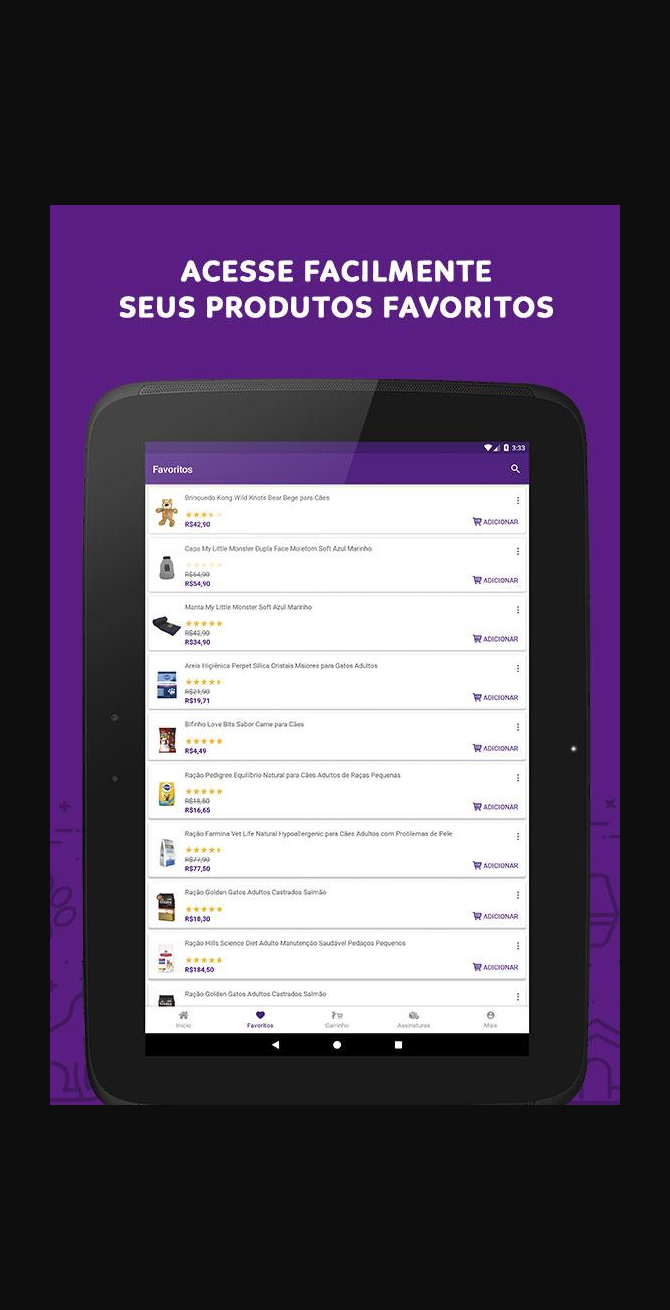 ACESSE FACILMENTE
SEUS PRODUTOS FAVORITOS
3:33
Favoritos
Brinquedo Kong Wild Knots Bear Bege para Cães
R$42,90
ADICIONAR
Capa My Little Monster Dupla Face Moletom Soft Azul Marinho
R$64,90
R$54,90
ADICIONAR
Manta My Little Monster Soft Azul Marinho
R$42,90
R$34,90
ADICIONAR
Areia Higiênica Perpet Sílica Cristais Maiores para Gatos Adultos
R$21,90
R$19,71
ADICIONAR
Bifinho Love Bits Sabor Carne para Cães
R$4,49
ADICIONAR
Ração Pedigree Equilíbrio Natural para Cães Adultos de Raças Pequenas
R$18,50
R$16,65
ADICIONAR
Ração Farmina Vet Life Natural Hypoallergenic para Cães Adultos com Problemas de Pele
R$77,90
R$77,50
ADICIONAR
Ração Golden Gatos Adultos Castrados Salmão
R$18,30
ADICIONAR
Ração Hills Science Diet Adulto Manutenção Saudável Pedaços Pequenos
R$184,50
ADICIONAR
Ração Golden Gatos Adultos Castrados Salmão
Início
Favoritos
Carrinho
Assinaturas
Mais